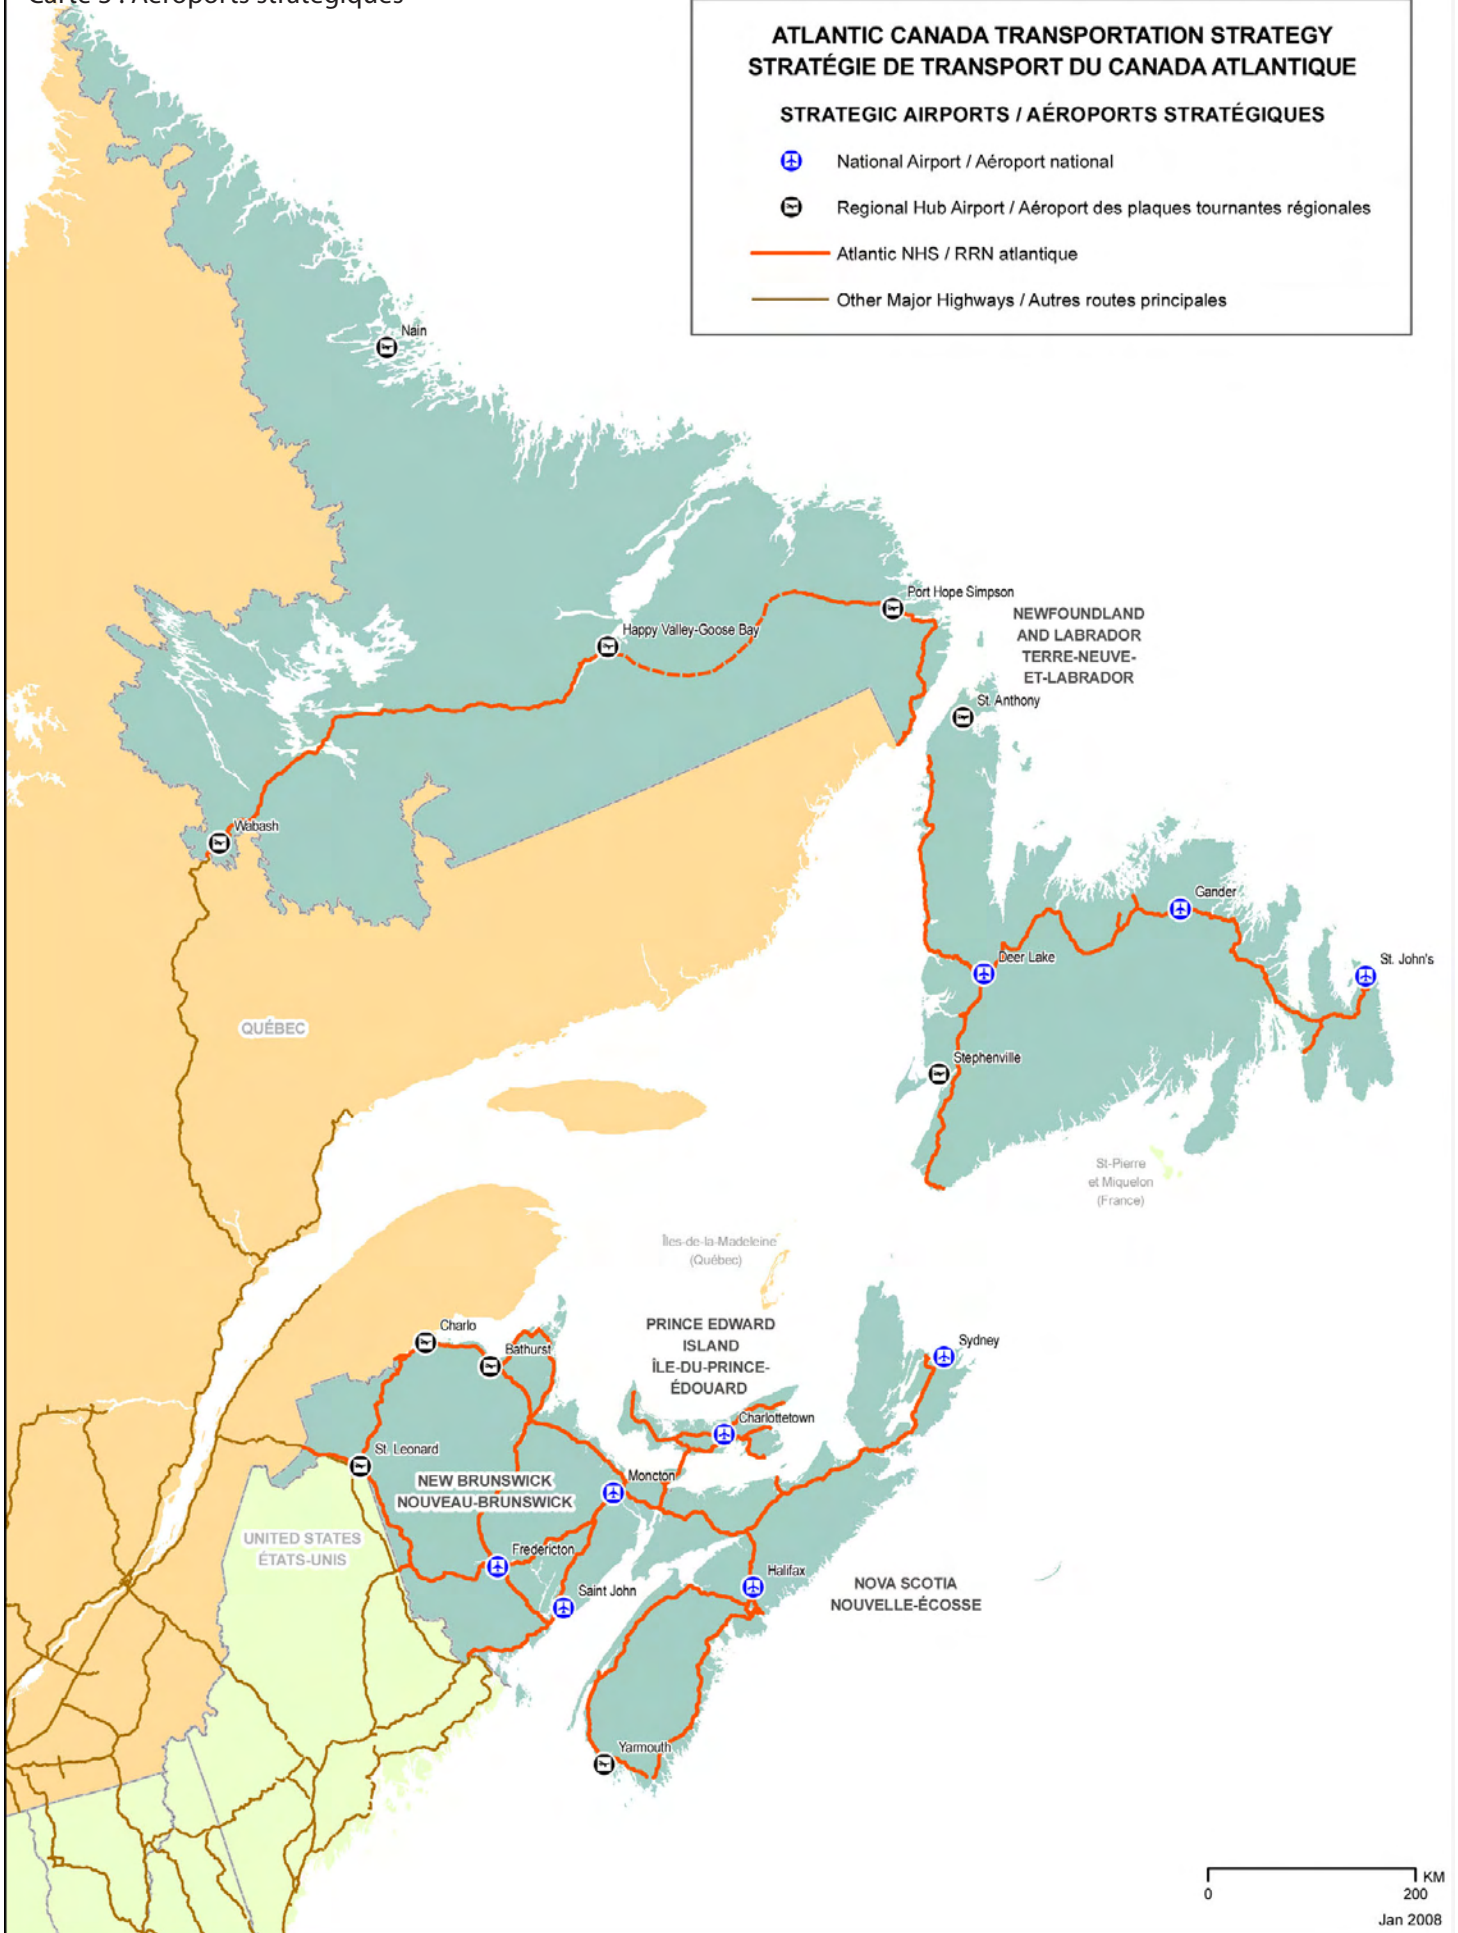 Carte 3 : Aéroports stratégiques
ATLANTIC CANADA TRANSPORTATION STRATEGY
STRATÉGIE DE TRANSPORT DU CANADA ATLANTIQUE
STRATEGIC AIRPORTS / AÉROPORTS STRATÉGIQUES
National Airport / Aéroport national
Regional Hub Airport / Aéroport des plaques tournantes régionales
Atlantic NHS / RRN atlantique
Other Major Highways / Autres routes principales
Nain
Port Hope Simpson
NEWFOUNDLAND
AND LABRADOR
TERRE-NEUVE-
ET-LABRADOR
Happy Valley-Goose Bay
St. Anthony
Wabash
Gander
Deer Lake
St. John's
QUÉBEC
Stephenville
St-Pierre
et Miquelon
(France)
Îles-de-la-Madeleine
(Québec)
PRINCE EDWARD
ISLAND
ÎLE-DU-PRINCE-
ÉDOUARD
Charlo
Bathurst
Sydney
Charlottetown
St. Leonard
NEW BRUNSWICK
NOUVEAU-BRUNSWICK
Moncton
UNITED STATES
ÉTATS-UNIS
Fredericton
Saint John
Halifax
NOVA SCOTIA
NOUVELLE-ÉCOSSE
Yarmouth
KM
0 200
Jan 2008